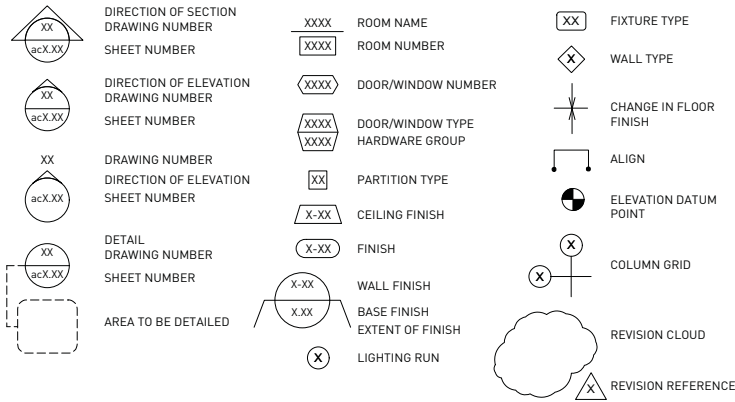 XX
acX.XX
DIRECTION OF SECTION
DRAWING NUMBER
SHEET NUMBER
XX
acX.XX
DIRECTION OF ELEVATION
DRAWING NUMBER
SHEET NUMBER
XX
acX.XX
DRAWING NUMBER
DIRECTION OF ELEVATION
SHEET NUMBER
XX
acX.XX
DETAIL
DRAWING NUMBER
SHEET NUMBER
AREA TO BE DETAILED
XXXX
ROOM NAME
XXXX
ROOM NUMBER
XXXX
DOOR/WINDOW NUMBER
XXXX
XXXX
DOOR/WINDOW TYPE
HARDWARE GROUP
XX
PARTITION TYPE
X-XX
CEILING FINISH
X-XX
FINISH
X-XX
X.XX
WALL FINISH
BASE FINISH
EXTENT OF FINISH
X
LIGHTING RUN
XX
FIXTURE TYPE
X
WALL TYPE
CHANGE IN FLOOR
FINISH
ALIGN
ELEVATION DATUM
POINT
X
X
COLUMN GRID
REVISION CLOUD
X
REVISION REFERENCE